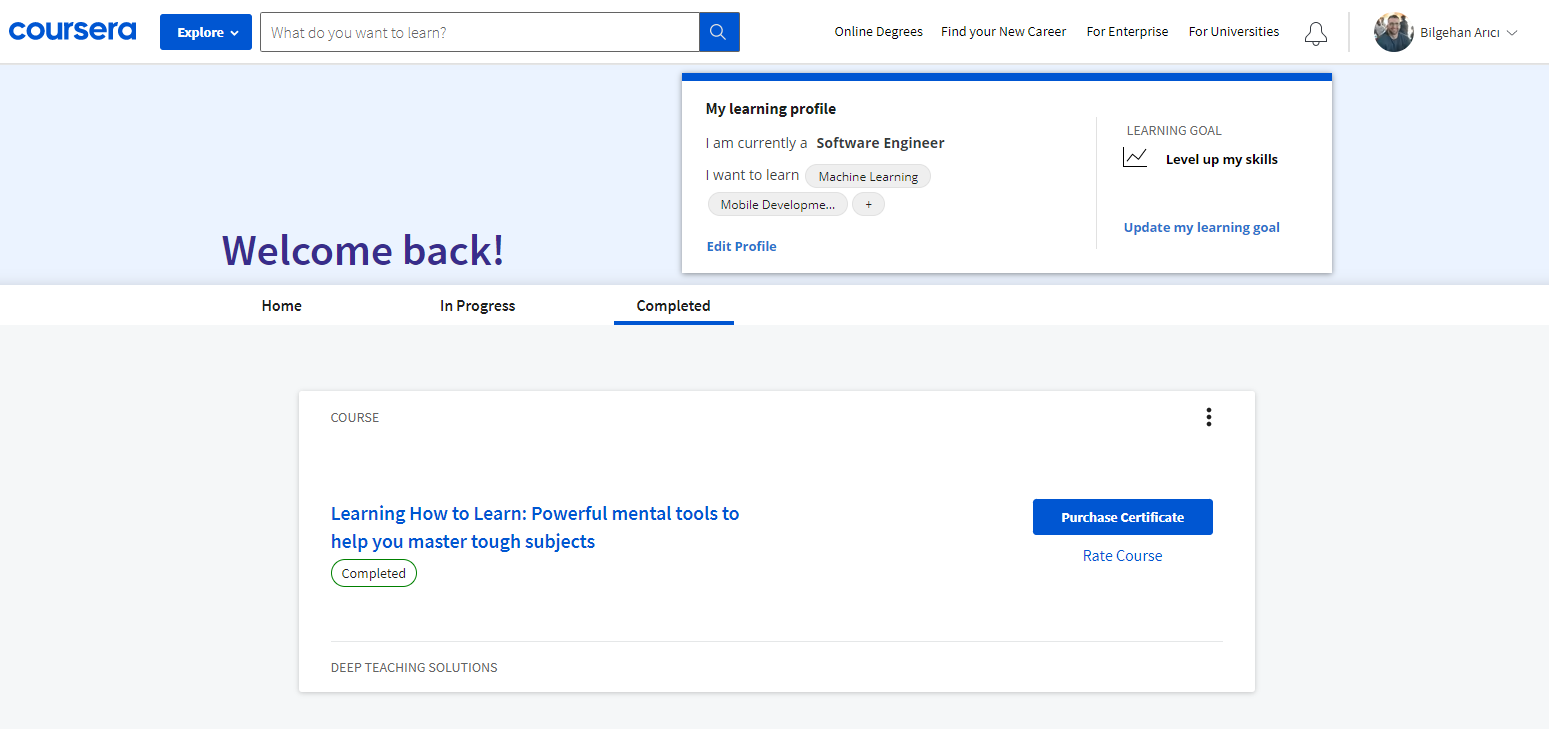 coursera
Explore
What do you want to learn?
Online Degrees
Find your New Career
For Enterprise
For Universities
Bilgehan Arıcı
My learning profile
I am currently a Software Engineer
I want to learn Machine Learning
Mobile Developme... +
Edit Profile
LEARNING GOAL
Level up my skills
Update my learning goal
Welcome back!
Home
In Progress
Completed
COURSE
Learning How to Learn: Powerful mental tools to
help you master tough subjects
Completed
Purchase Certificate
Rate Course
DEEP TEACHING SOLUTIONS